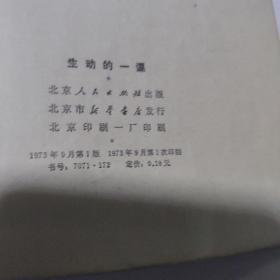 生动的一课
*
北京人民出版社出版
北京市新华书店发行
北京印刷一厂印刷
*
1973年9月第1版 1973年9月第1次印刷
书号：7071·172 定价：0.18元